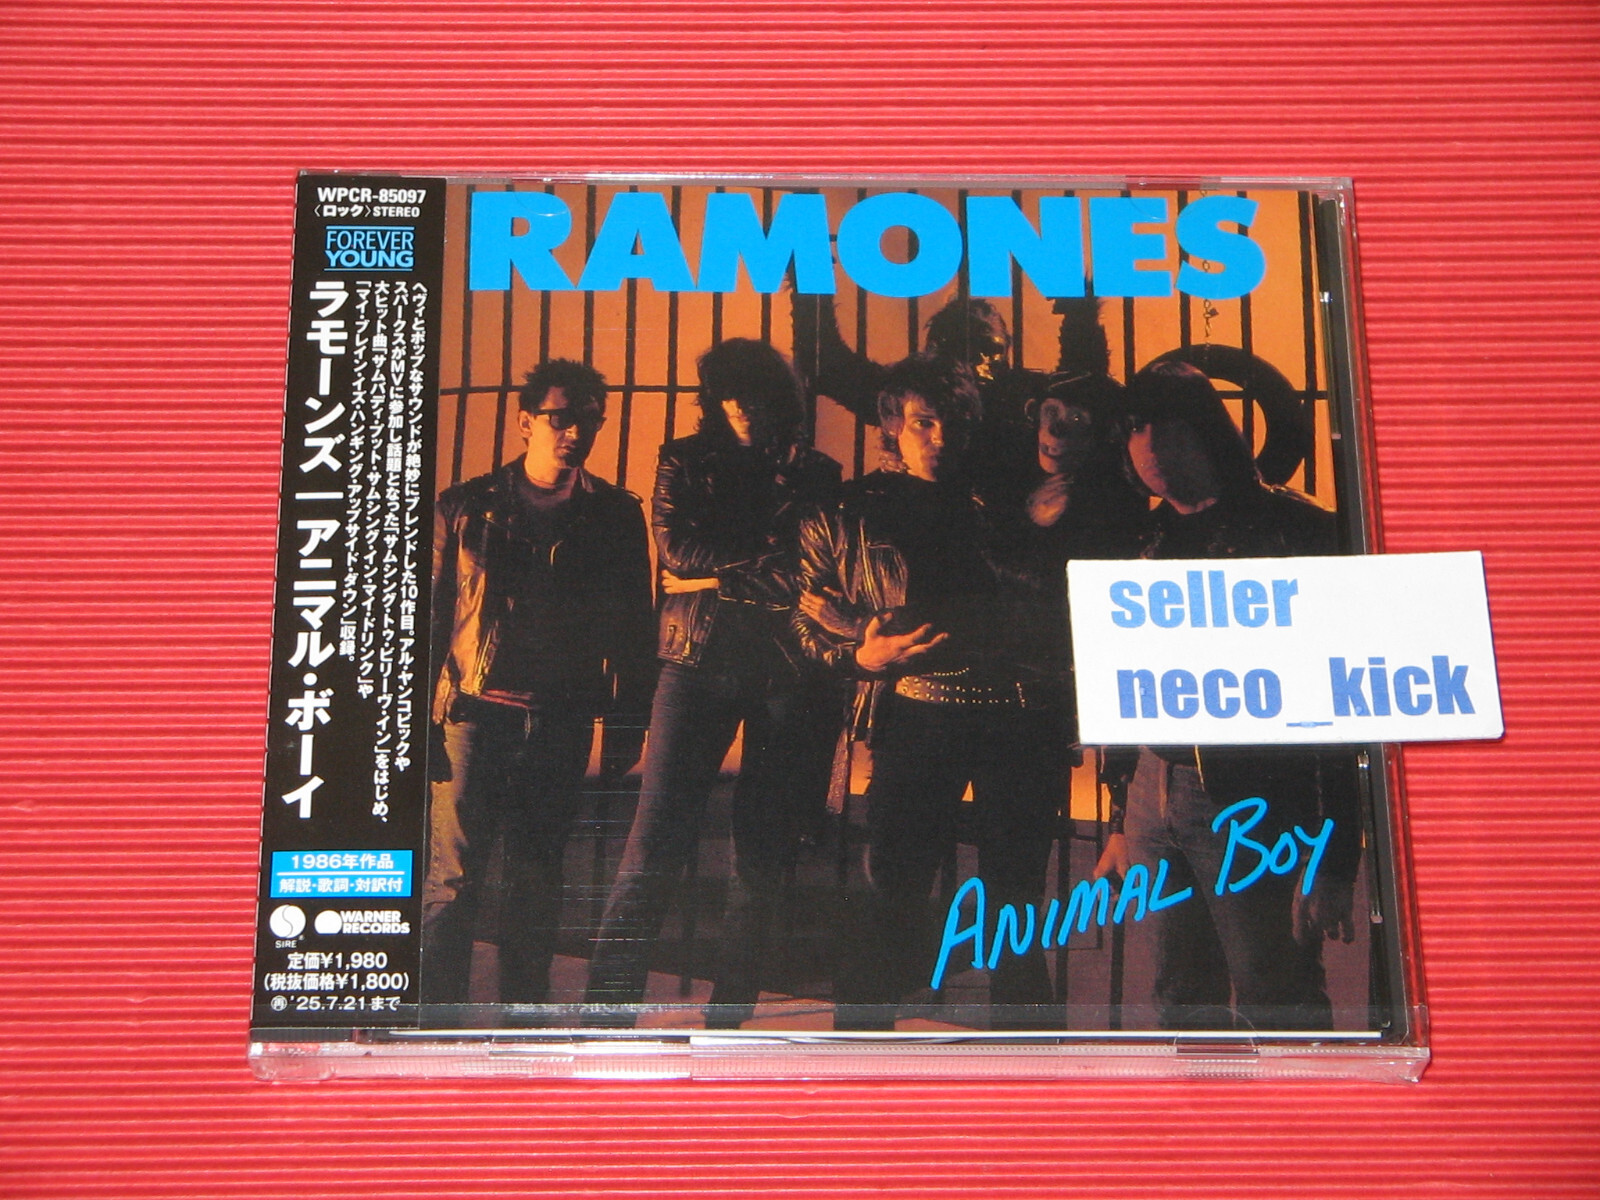 WPCR-85097
〈ロック〉STEREO
FOREVER
YOUNG
ヘヴィとポップなサウンドが絶妙にブレンドした10作目。アル・ヤンコビックや
スパークスがMVに参加し話題となった「サムシング・トゥ・ビリーヴ・イン」をはじめ、
大ヒット曲「サムバディ・プット・サムシング・イン・マイ・ドリンク」や
「マイ・ブレイン・イズ・ハンギング・アップサイド・ダウン」収録。
ラモーンズ｜アニマル・ボーイ
1986年作品
解説・歌詞・対訳付
SIRE
WARNER
RECORDS
定価¥1,980
(税抜価格¥1,800)
㋐'25.7.21まで
RAMONES
ANIMAL BOY
seller
neco_kick